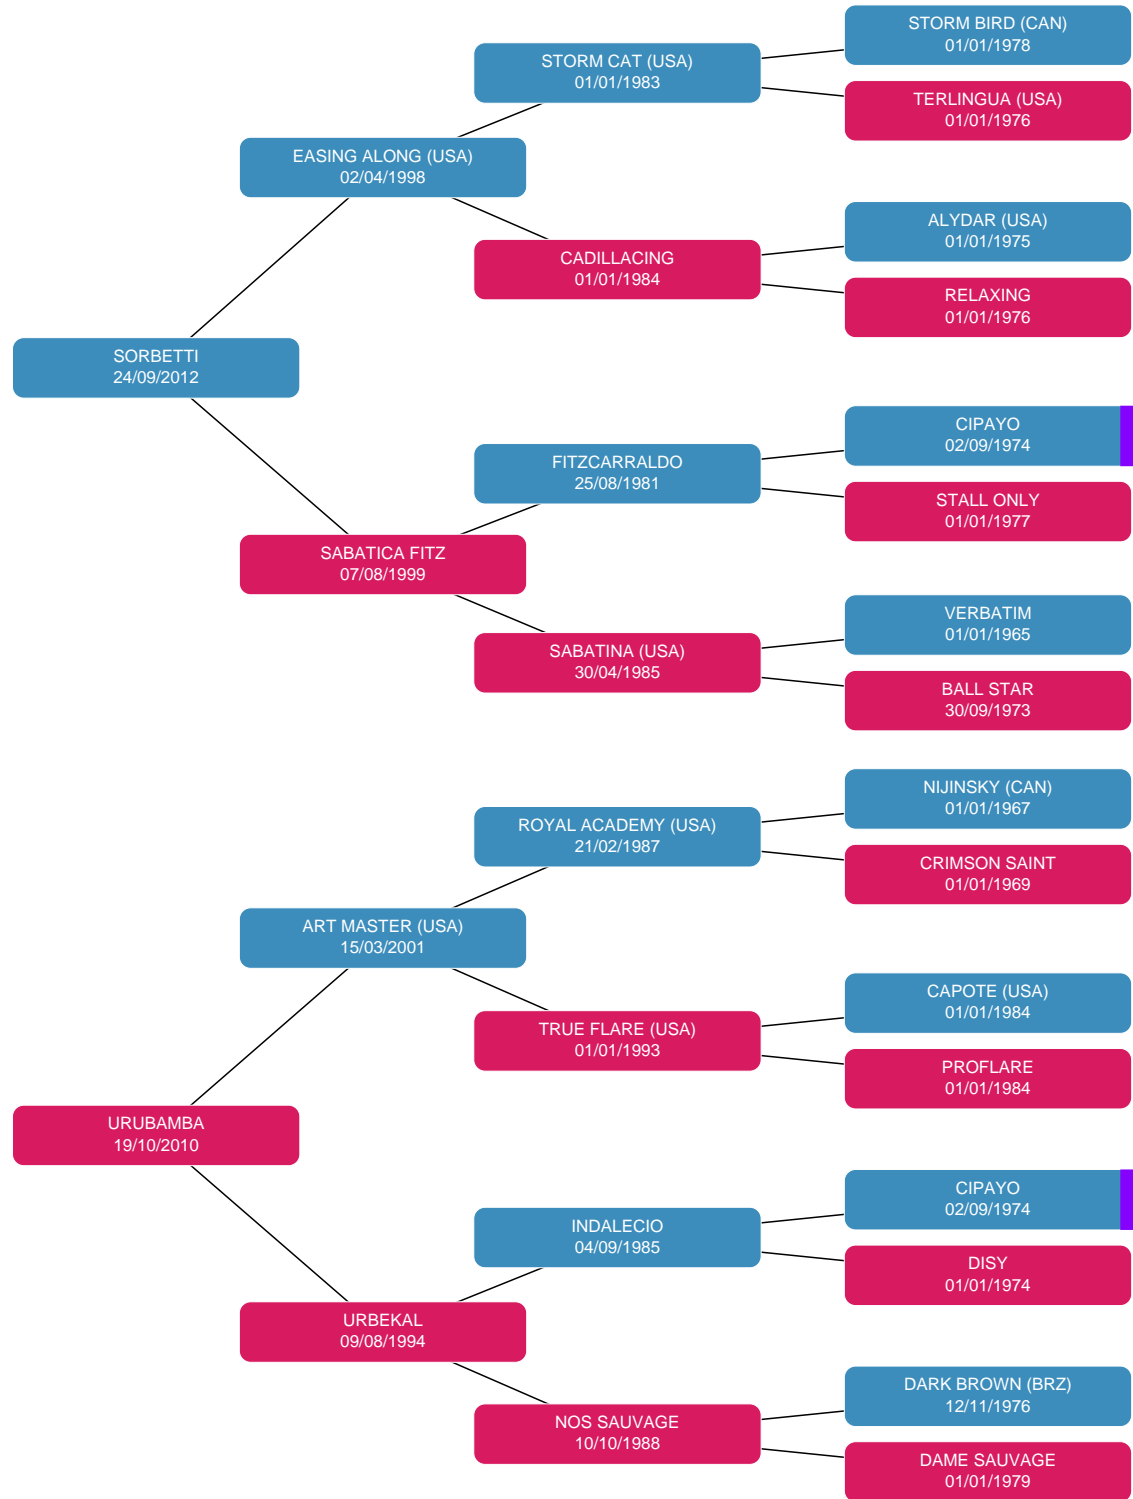 STORM BIRD (CAN)
01/01/1978
STORM CAT (USA)
01/01/1983
TERLINGUA (USA)
01/01/1976
EASING ALONG (USA)
02/04/1998
ALYDAR (USA)
01/01/1975
CADILLACING
01/01/1984
RELAXING
01/01/1976
SORBETTI
24/09/2012
CIPAYO
02/09/1974
FITZCARRALDO
25/08/1981
STALL ONLY
01/01/1977
SABATICA FITZ
07/08/1999
VERBATIM
01/01/1965
SABATINA (USA)
30/04/1985
BALL STAR
30/09/1973
NIJINSKY (CAN)
01/01/1967
ROYAL ACADEMY (USA)
21/02/1987
CRIMSON SAINT
01/01/1969
ART MASTER (USA)
15/03/2001
CAPOTE (USA)
01/01/1984
TRUE FLARE (USA)
01/01/1993
PROFLARE
01/01/1984
URUBAMBA
19/10/2010
CIPAYO
02/09/1974
INDALECIO
04/09/1985
DISY
01/01/1974
URBEKAL
09/08/1994
DARK BROWN (BRZ)
12/11/1976
NOS SAUVAGE
10/10/1988
DAME SAUVAGE
01/01/1979